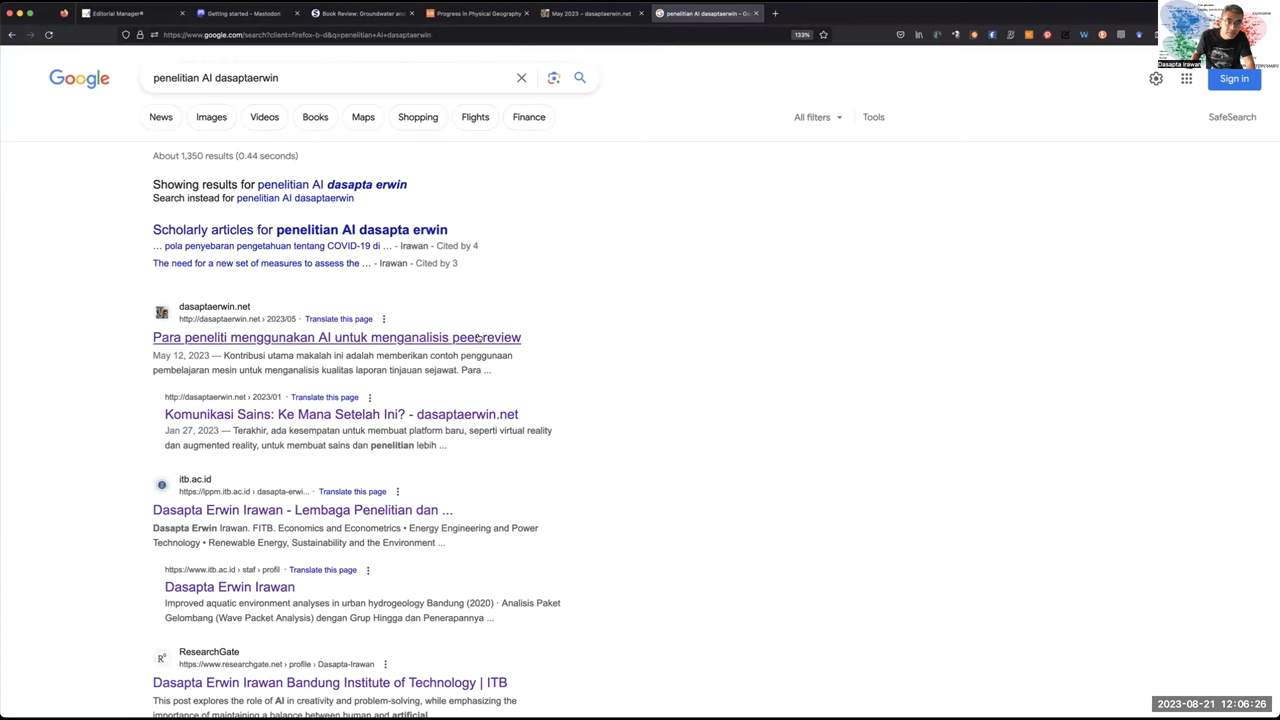 Editorial Manager®
Getting started - Mastodon
Book Review: Groundwater and
Progress in Physical Geography
May 2023 – dasaptaerwin.net
penelitian AI dasaptaerwin - Go
https://www.google.com/search?client=firefox-b-d&q=penelitian+AI+dasaptaerwin
133%
Dasapta Irawan
Google
penelitian AI dasaptaerwin
Sign in
News
Images
Videos
Books
Maps
Shopping
Flights
Finance
All filters
Tools
SafeSearch
About 1,350 results (0.44 seconds)
Showing results for penelitian AI dasapta erwin
Search instead for penelitian AI dasaptaerwin
Scholarly articles for penelitian AI dasapta erwin
... pola penyebaran pengetahuan tentang COVID-19 di ... - Irawan - Cited by 4
The need for a new set of measures to assess the ... - Irawan - Cited by 3
dasaptaerwin.net
http://dasaptaerwin.net › 2023/05 · Translate this page
Para peneliti menggunakan AI untuk menganalisis peer review
May 12, 2023 — Kontribusi utama makalah ini adalah memberikan contoh penggunaan
pembelajaran mesin untuk menganalisis kualitas laporan tinjauan sejawat. Para ...
http://dasaptaerwin.net › 2023/01 · Translate this page
Komunikasi Sains: Ke Mana Setelah Ini? - dasaptaerwin.net
Jan 27, 2023 — Terakhir, ada kesempatan untuk membuat platform baru, seperti virtual reality
dan augmented reality, untuk membuat sains dan penelitian lebih ...
itb.ac.id
https://lppm.itb.ac.id › dasapta-erwi... · Translate this page
Dasapta Erwin Irawan - Lembaga Penelitian dan ...
Dasapta Erwin Irawan. FITB. Economics and Econometrics • Energy Engineering and Power
Technology • Renewable Energy, Sustainability and the Environment ...
https://www.itb.ac.id › staf › profil · Translate this page
Dasapta Erwin Irawan
Improved aquatic environment analyses in urban hydrogeology Bandung (2020) · Analisis Paket
Gelombang (Wave Packet Analysis) dengan Grup Hingga dan Penerapannya ...
ResearchGate
https://www.researchgate.net › profile › Dasapta-Irawan
Dasapta Erwin Irawan Bandung Institute of Technology | ITB
This post explores the role of AI in creativity and problem-solving, while emphasizing the
importance of maintaining a balance between human and artificial
2023-08-21 12:06:26